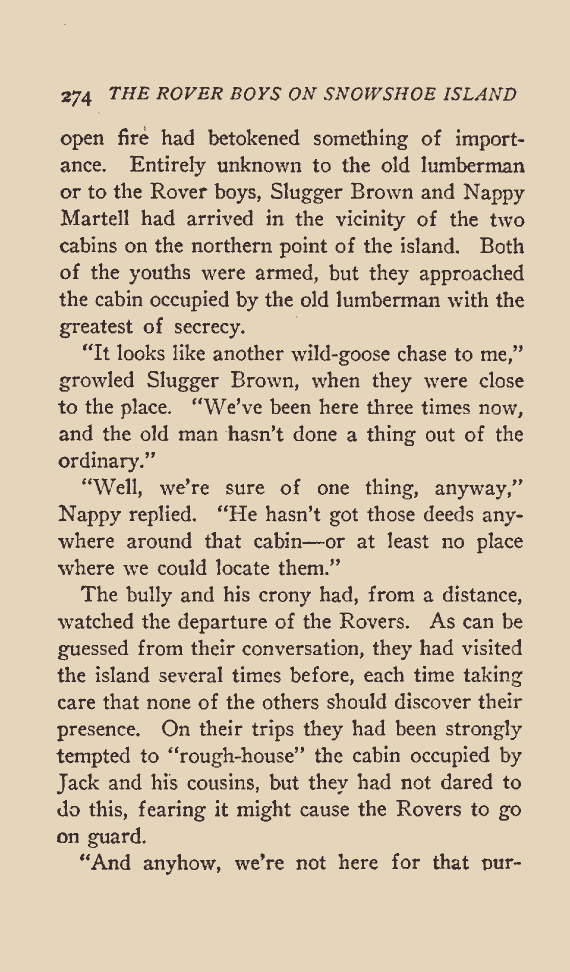 274 THE ROVER BOYS ON SNOWSHOE ISLAND
open fire had betokened something of import-
ance. Entirely unknown to the old lumberman
or to the Rover boys, Slugger Brown and Nappy
Martell had arrived in the vicinity of the two
cabins on the northern point of the island. Both
of the youths were armed, but they approached
the cabin occupied by the old lumberman with the
greatest of secrecy.
“It looks like another wild-goose chase to me,”
growled Slugger Brown, when they were close
to the place. “We’ve been here three times now,
and the old man hasn’t done a thing out of the
ordinary.”
“Well, we’re sure of one thing, anyway,”
Nappy replied. “He hasn’t got those deeds any-
where around that cabin—or at least no place
where we could locate them.”
The bully and his crony had, from a distance,
watched the departure of the Rovers. As can be
guessed from their conversation, they had visited
the island several times before, each time taking
care that none of the others should discover their
presence. On their trips they had been strongly
tempted to “rough-house” the cabin occupied by
Jack and his cousins, but they had not dared to
do this, fearing it might cause the Rovers to go
on guard.
“And anyhow, we’re not here for that pur-